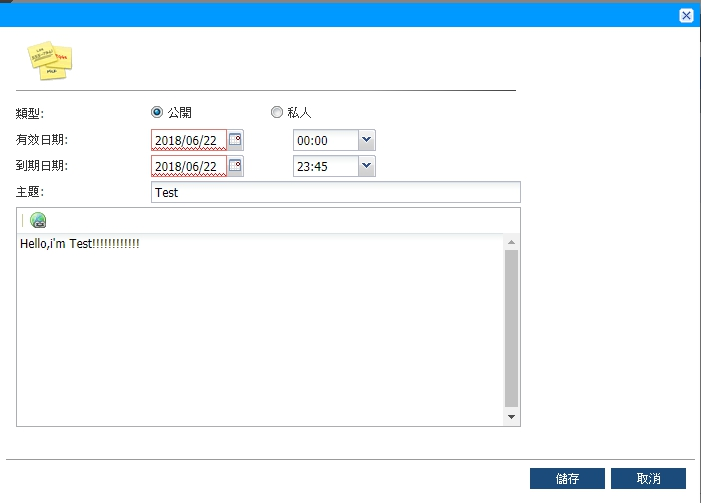 類型: 公開 私人
有效日期: 2018/06/22 00:00
到期日期: 2018/06/22 23:45
主題: Test
Hello,i'm Test!!!!!!!!!!!!
儲存 取消